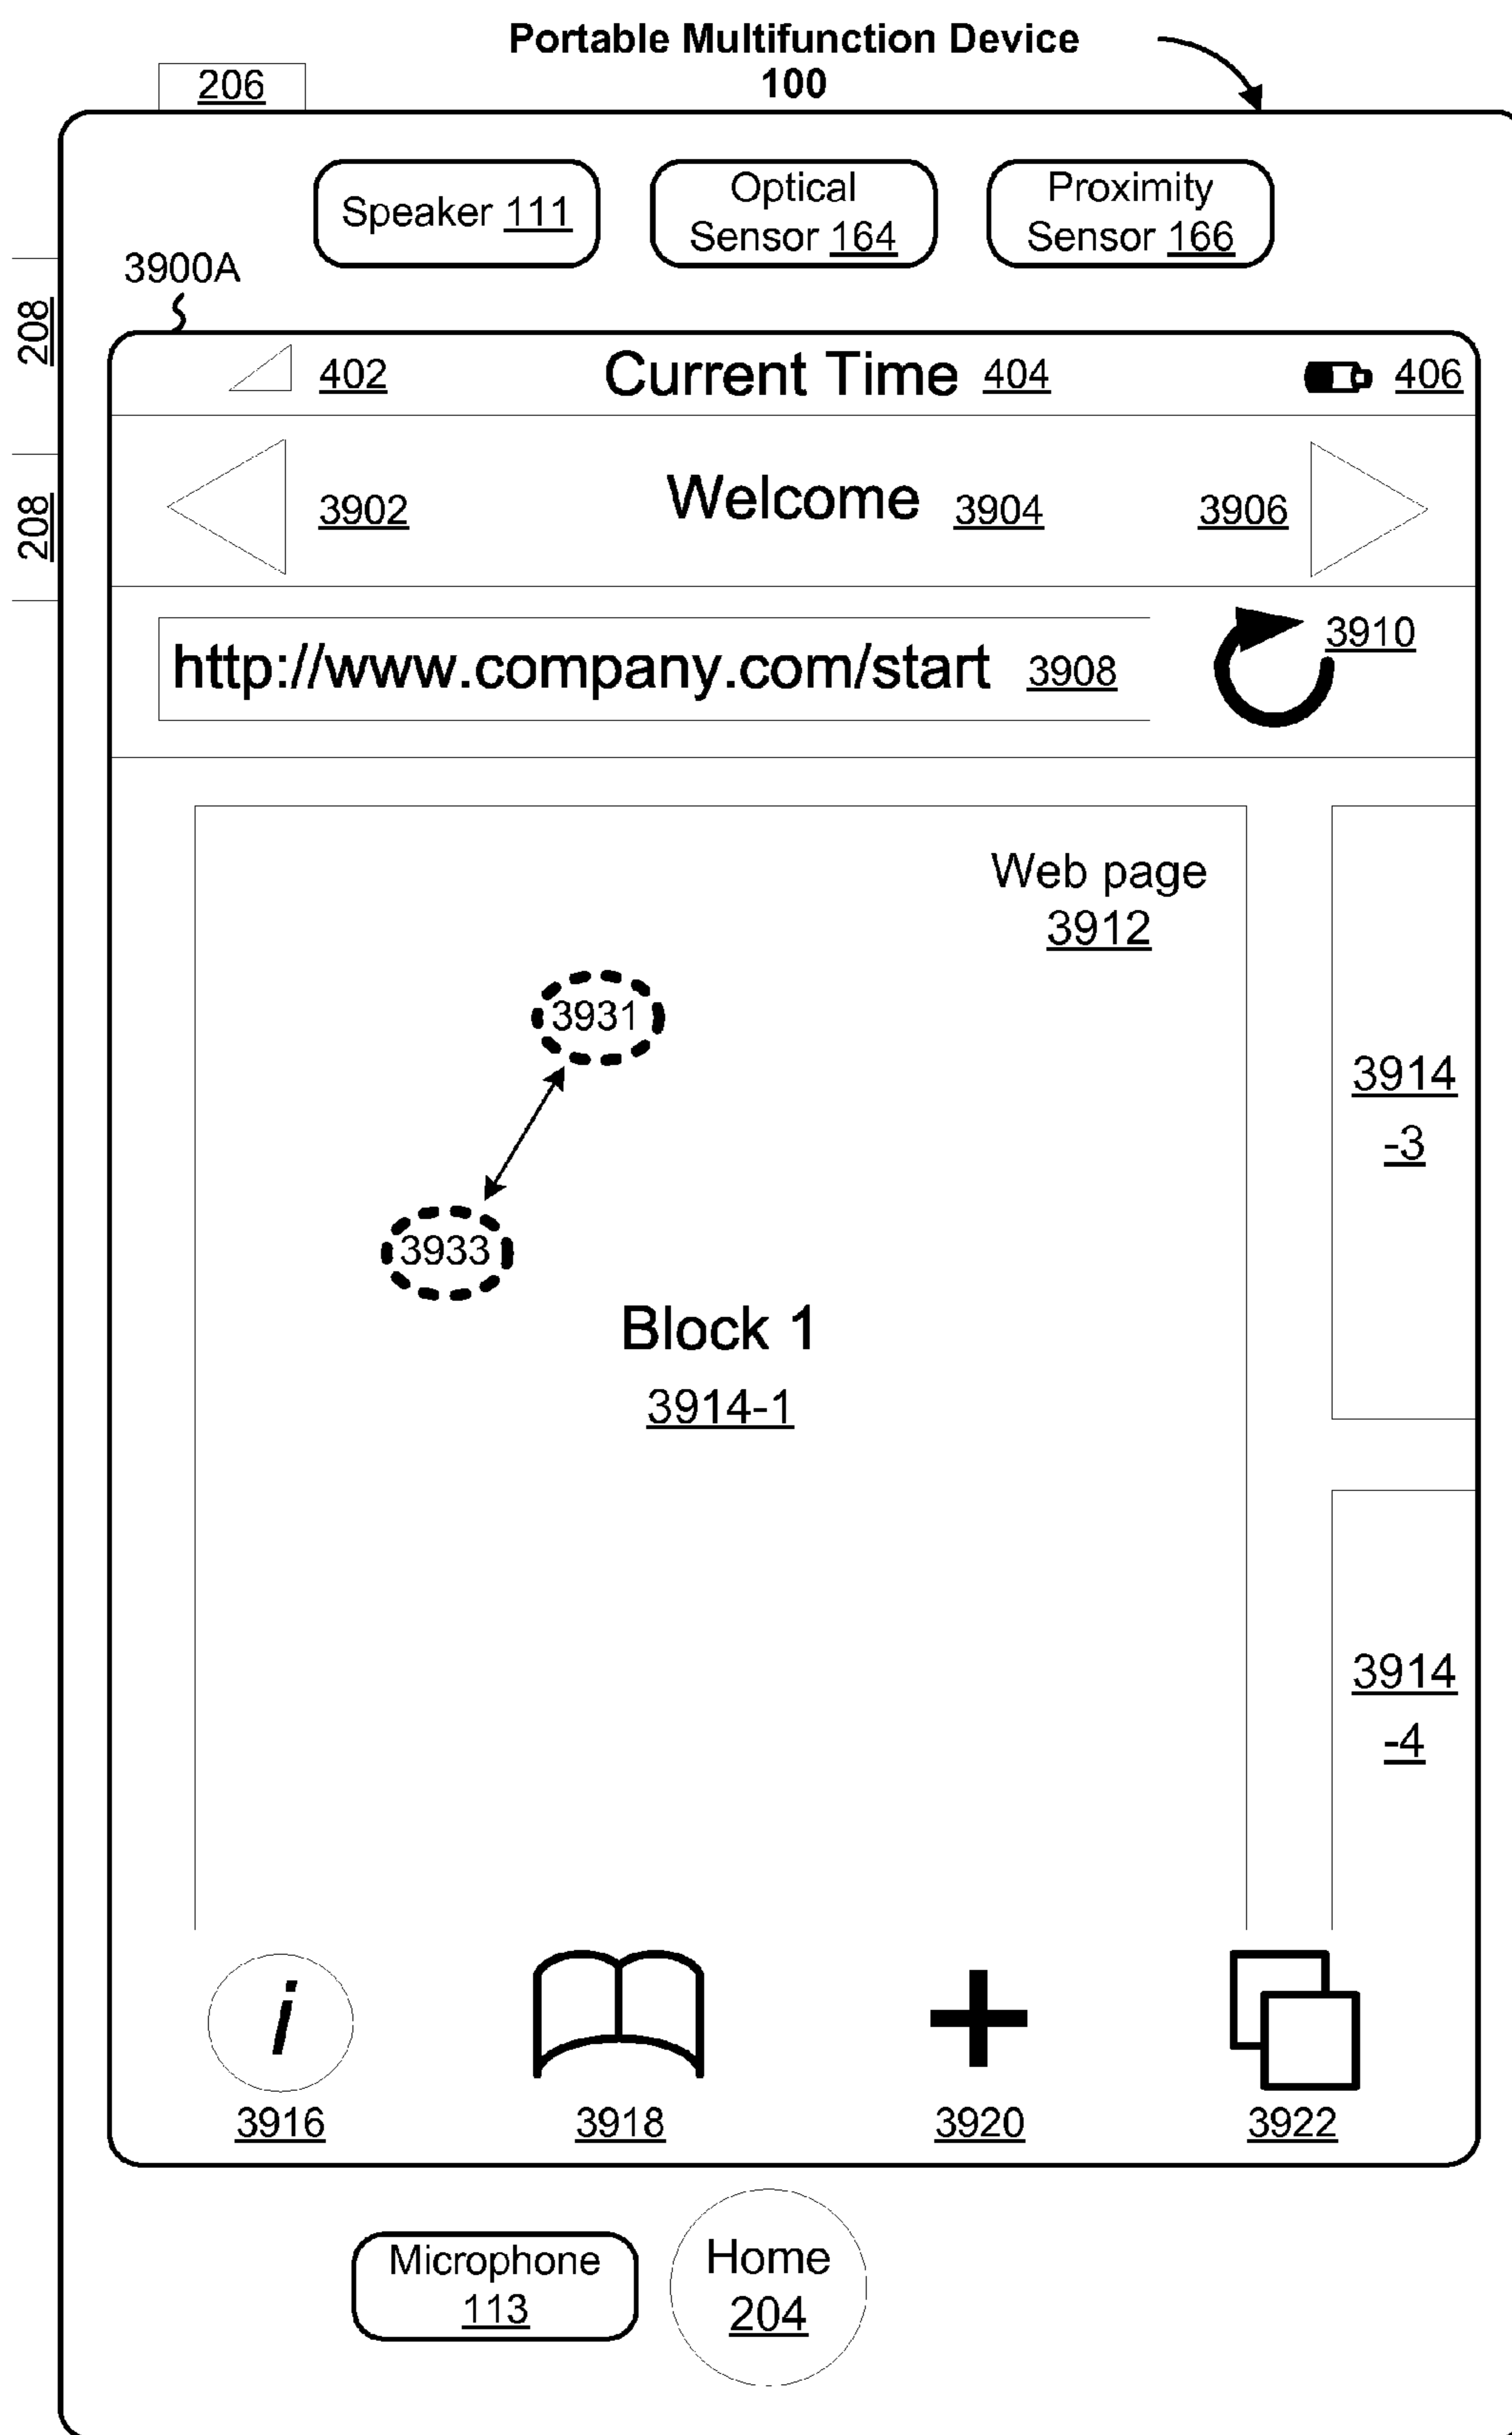 Portable Multifunction Device
100
206
Speaker 111
Optical
Sensor 164
Proximity
Sensor 166
3900A
208
208
402
Current Time 404
406
3902
Welcome 3904
3906
http://www.company.com/start 3908
3910
Web page
3912
3931
3933
Block 1
3914-1
3914
-3
3914
-4
i
3916
3918
3920
3922
Microphone
113
Home
204